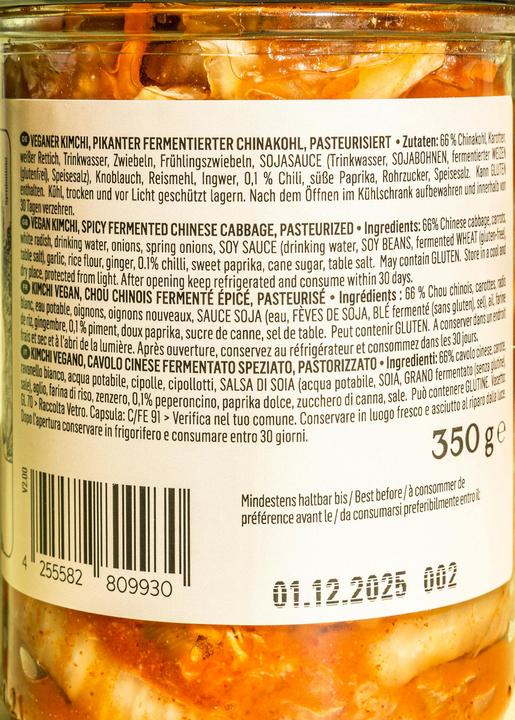 VEGANER KIMCHI, PIKANTER FERMENTIERTER CHINAKOHL, PASTEURISIERT • Zutaten: 66 % Chinakohl, Karotten,
weißer Rettich, Trinkwasser, Zwiebeln, Frühlingszwiebeln, SOJASAUCE (Trinkwasser, SOJABOHNEN, fermentierter WEIZEN
(glutenfrei), Speisesalz), Knoblauch, Reismehl, Ingwer, 0,1 % Chili, süße Paprika, Rohrzucker, Speisesalz. Kann GLUTEN
enthalten. Kühl, trocken und vor Licht geschützt lagern. Nach dem Öffnen im Kühlschrank aufbewahren und innerhalb von
30 Tagen verzehren.
VEGAN KIMCHI, SPICY FERMENTED CHINESE CABBAGE, PASTEURIZED • Ingredients: 66% Chinese cabbage, carrots,
white radish, drinking water, onions, spring onions, SOY SAUCE (drinking water, SOY BEANS, fermented WHEAT (gluten-free),
table salt), garlic, rice flour, ginger, 0.1% chilli, sweet paprika, cane sugar, table salt. May contain GLUTEN. Store in a cool and
dry place, protected from light. After opening keep refrigerated and consume within 30 days.
KIMCHI VEGAN, CHOU CHINOIS FERMENTÉ ÉPICÉ, PASTEURISÉ • Ingrédients : 66 % Chou chinois, carottes, radis
blanc, eau potable, oignons, oignons nouveaux, SAUCE SOJA (eau, FÈVES DE SOJA, BLÉ fermenté (sans gluten), sel), ail, farine
de riz, gingembre, 0,1 % piment, doux paprika, sucre de canne, sel de table. Peut contenir GLUTEN. A conserver dans un endroit
frais et sec et à l'abri de la lumière. Après ouverture, conservez au réfrigérateur et consommez dans les 30 jours.
KIMCHI VEGANO, CAVOLO CINESE FERMENTATO SPEZIATO, PASTORIZZATO • Ingredienti: 66% cavolo cinese, carote,
ravanello bianco, acqua potabile, cipolle, cipollotti, SALSA DI SOIA (acqua potabile, SOIA, GRANO fermentato (senza glutine),
sale), aglio, farina di riso, zenzero, 0,1% peperoncino, paprika dolce, zucchero di canna, sale. Può contenere GLUTINE.
GL 70 > Raccolta Vetro. Capsula: C/FE 91 > Verifica nel tuo comune. Conservare in luogo fresco e asciutto al riparo dalla luce.
Dopo l'apertura conservare in frigorifero e consumare entro 30 giorni.
350 g e
V2.00
Mindestens haltbar bis / Best before / à consommer de
préférence avant le / da consumarsi preferibilmente entro il:
4 255582 809930
01.12.2025 002